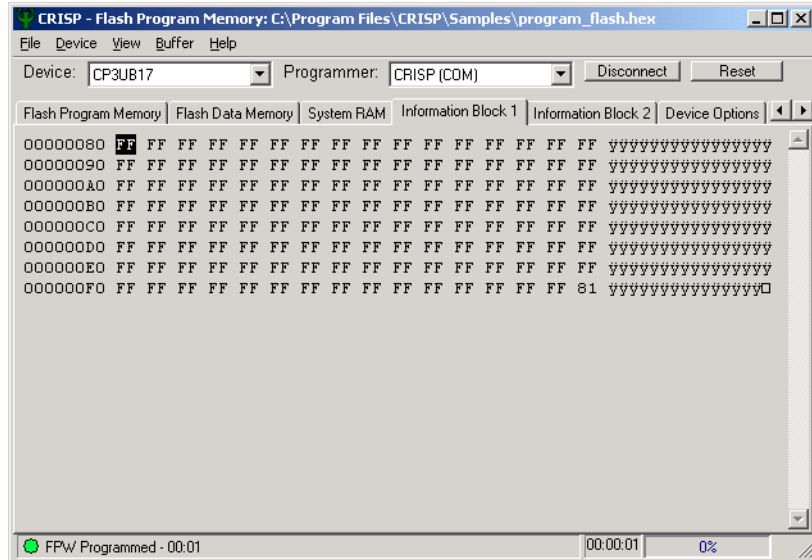 CRISP - Flash Program Memory: C:\Program Files\CRISP\Samples\program_flash.hex
File Device View Buffer Help
Device: CP3UB17 Programmer: CRISP (COM) Disconnect Reset
Flash Program Memory Flash Data Memory System RAM Information Block 1 Information Block 2 Device Options
00000080 FF FF FF FF FF FF FF FF FF FF FF FF FF FF FF FF ÿÿÿÿÿÿÿÿÿÿÿÿÿÿÿÿ
00000090 FF FF FF FF FF FF FF FF FF FF FF FF FF FF FF FF ÿÿÿÿÿÿÿÿÿÿÿÿÿÿÿÿ
000000A0 FF FF FF FF FF FF FF FF FF FF FF FF FF FF FF FF ÿÿÿÿÿÿÿÿÿÿÿÿÿÿÿÿ
000000B0 FF FF FF FF FF FF FF FF FF FF FF FF FF FF FF FF ÿÿÿÿÿÿÿÿÿÿÿÿÿÿÿÿ
000000C0 FF FF FF FF FF FF FF FF FF FF FF FF FF FF FF FF ÿÿÿÿÿÿÿÿÿÿÿÿÿÿÿÿ
000000D0 FF FF FF FF FF FF FF FF FF FF FF FF FF FF FF FF ÿÿÿÿÿÿÿÿÿÿÿÿÿÿÿÿ
000000E0 FF FF FF FF FF FF FF FF FF FF FF FF FF FF FF FF ÿÿÿÿÿÿÿÿÿÿÿÿÿÿÿÿ
000000F0 FF FF FF FF FF FF FF FF FF FF FF FF FF FF FF 81 ÿÿÿÿÿÿÿÿÿÿÿÿÿÿÿ□
FPW Programmed - 00:01 00:00:01 0%